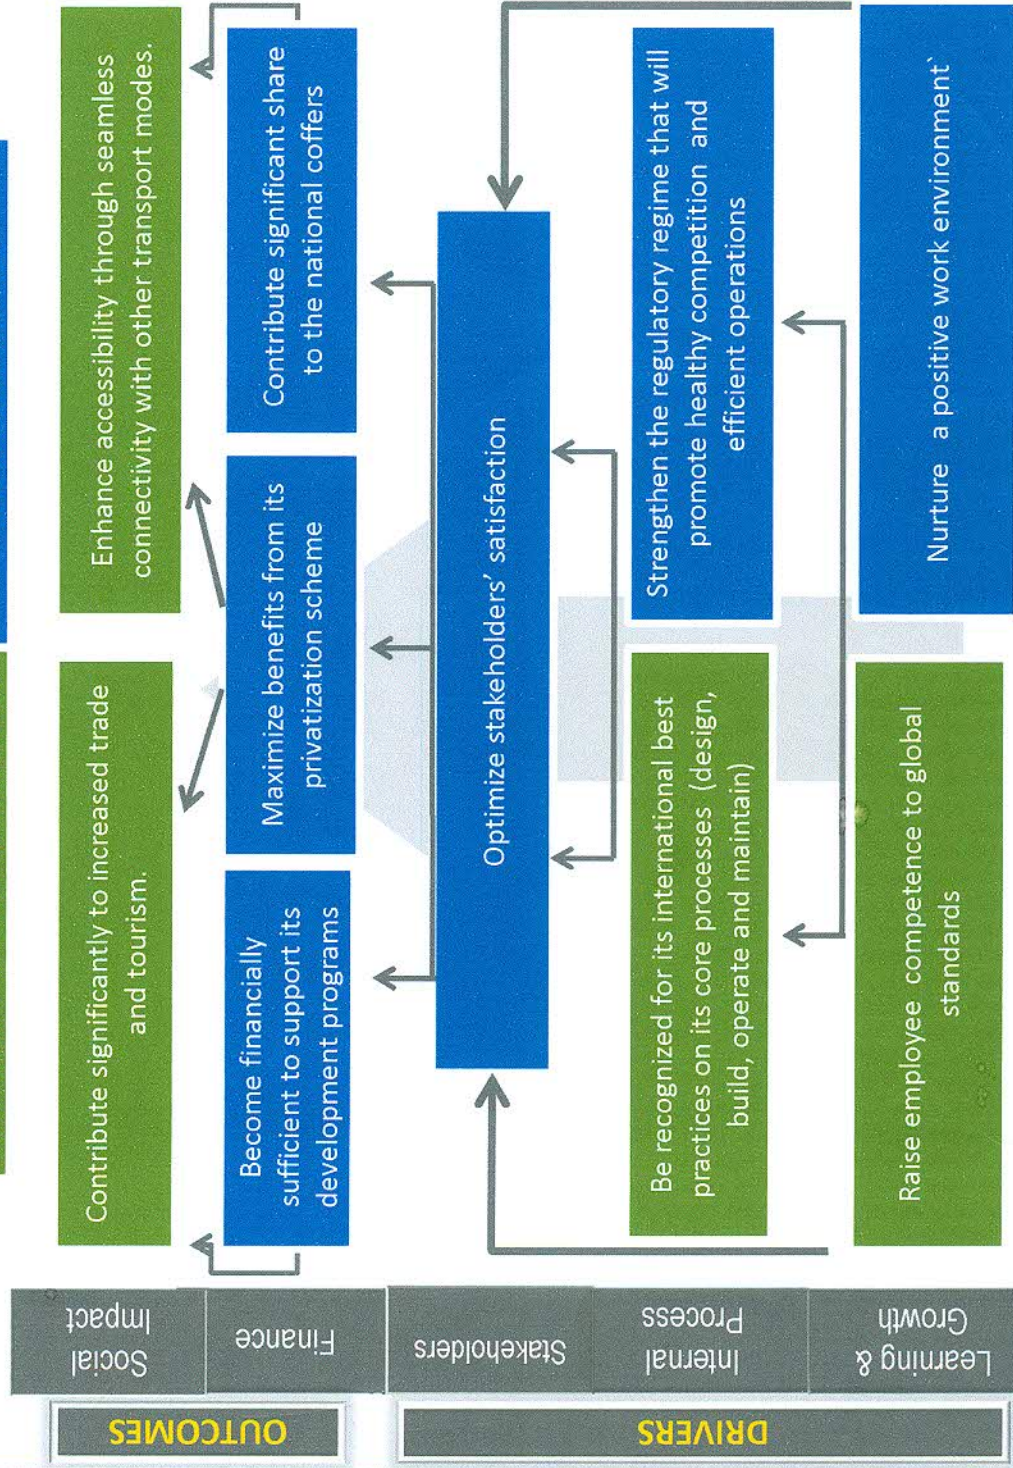 OUTCOMES
Social
Impact
Contribute significantly to increased trade
and tourism.
Enhance accessibility through seamless
connectivity with other transport modes.
Finance
Become financially
sufficient to support its
development programs
Maximize benefits from its
privatization scheme
Contribute significant share
to the national coffers
DRIVERS
Stakeholders
Optimize stakeholders’ satisfaction
Internal
Process
Be recognized for its international best
practices on its core processes (design,
build, operate and maintain)
Strengthen the regulatory regime that will
promote healthy competition and
efficient operations
Learning &
Growth
Raise employee competence to global
standards
Nurture a positive work environment`